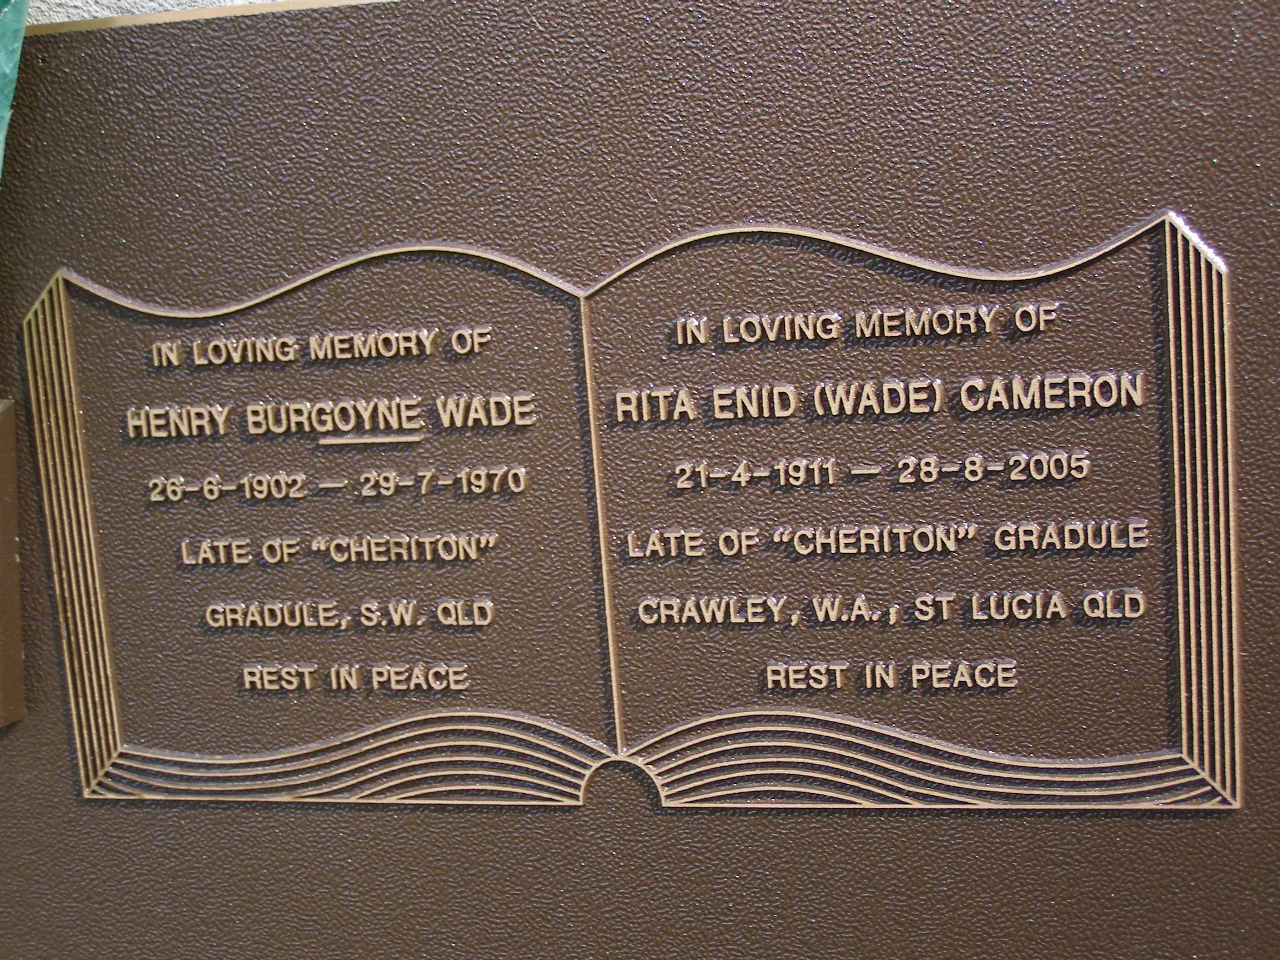 IN LOVING MEMORY OF
HENRY BURGOYNE WADE
26-6-1902 — 29-7-1970
LATE OF "CHERITON"
GRADULE, S.W. QLD
REST IN PEACE
IN LOVING MEMORY OF
RITA ENID (WADE) CAMERON
21-4-1911 — 28-8-2005
LATE OF "CHERITON" GRADULE
CRAWLEY, W.A., ST LUCIA QLD
REST IN PEACE